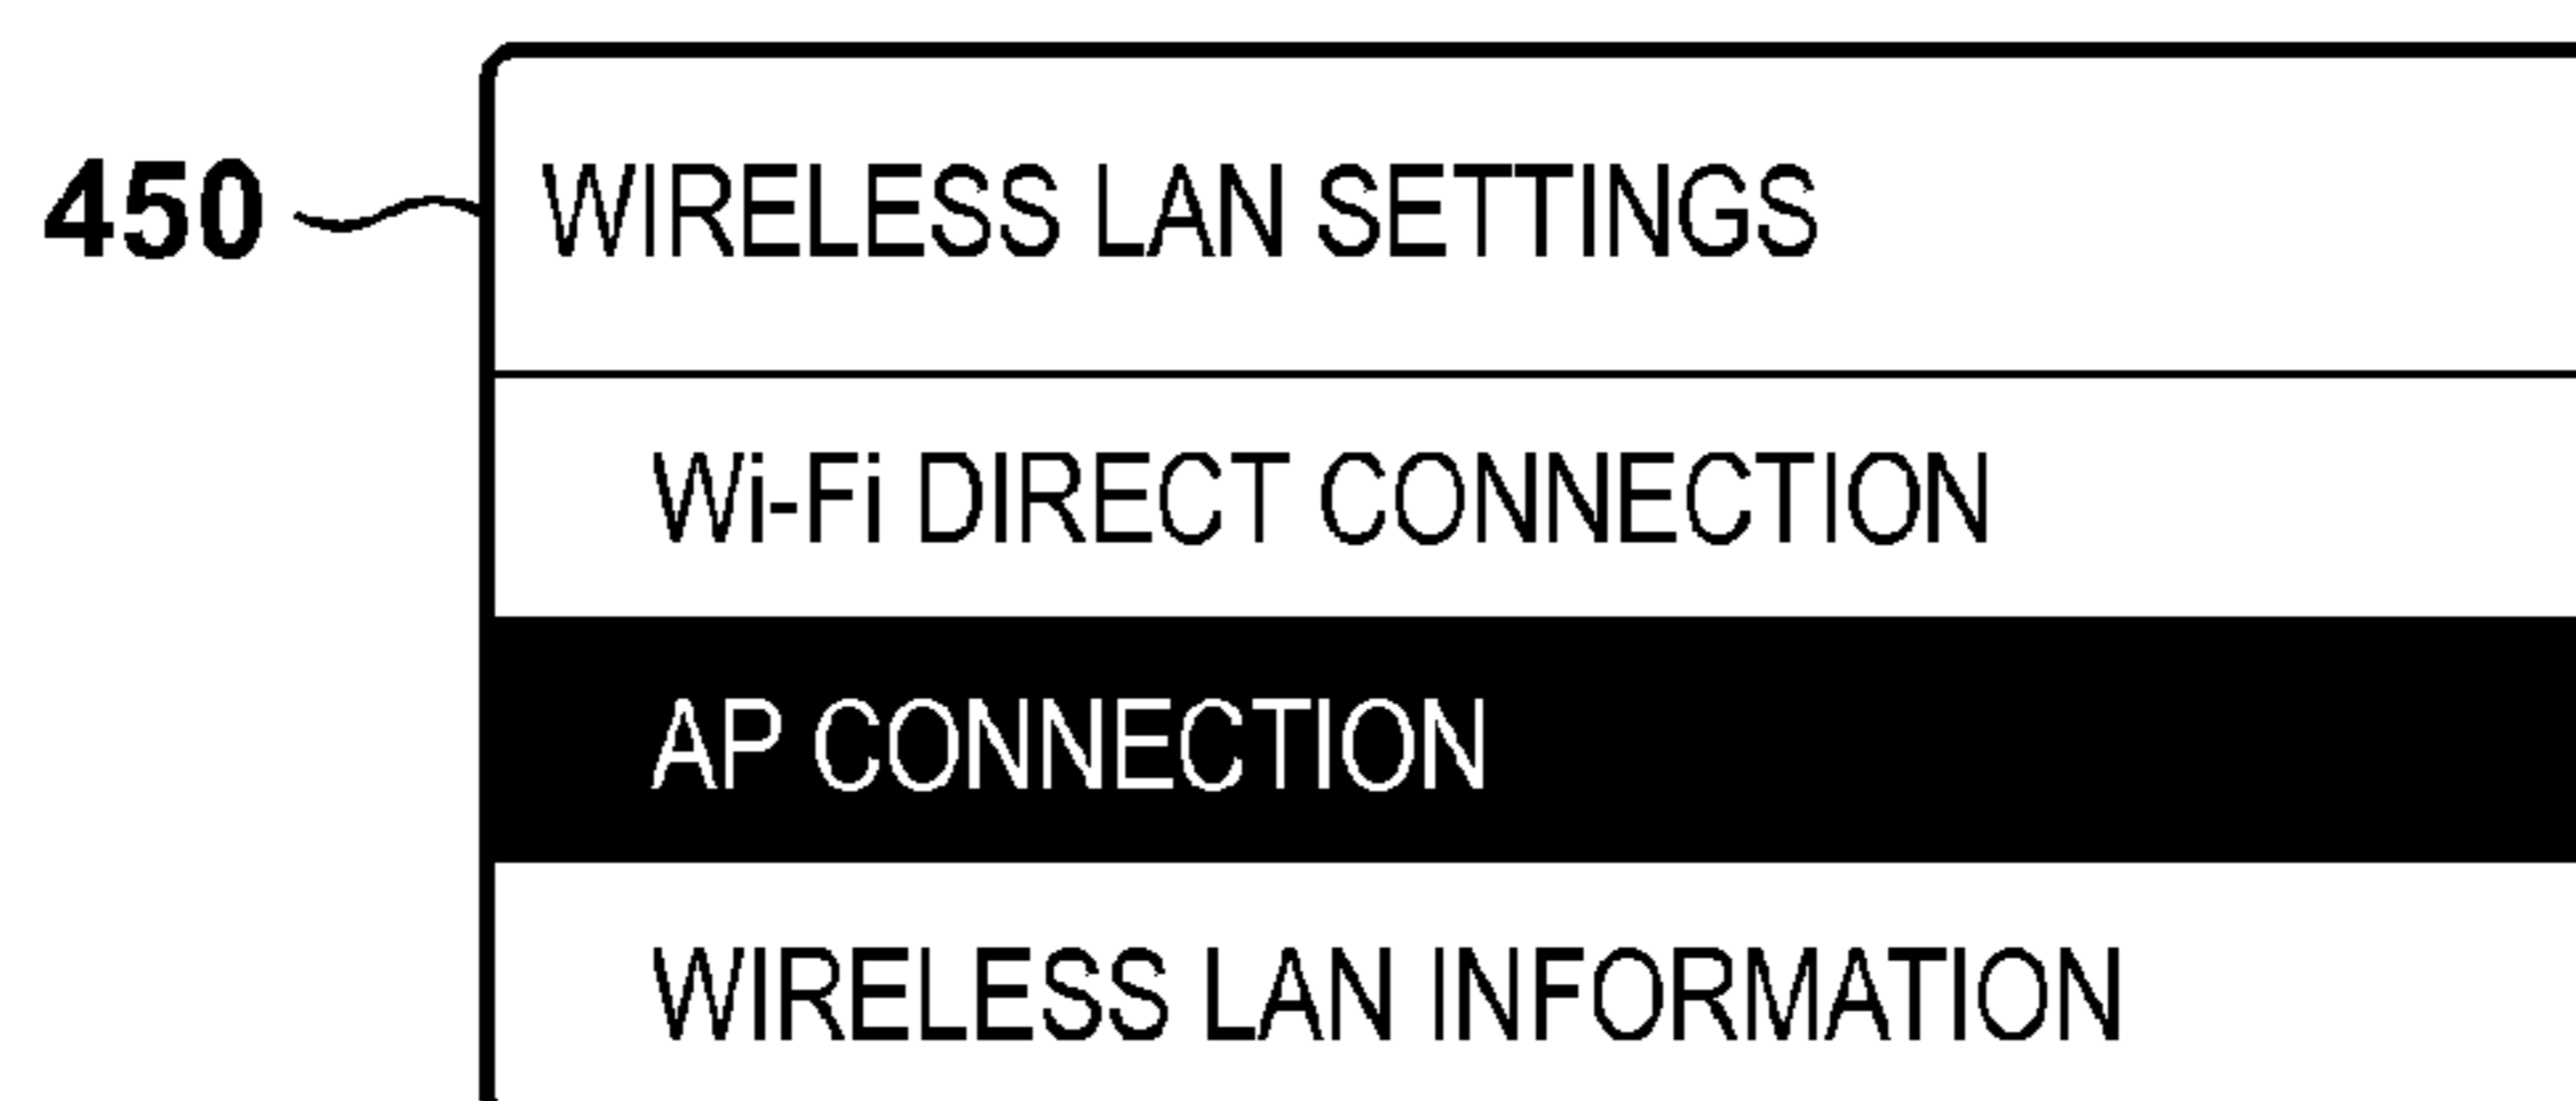 450 WIRELESS LAN SETTINGS
Wi-Fi DIRECT CONNECTION
AP CONNECTION
WIRELESS LAN INFORMATION